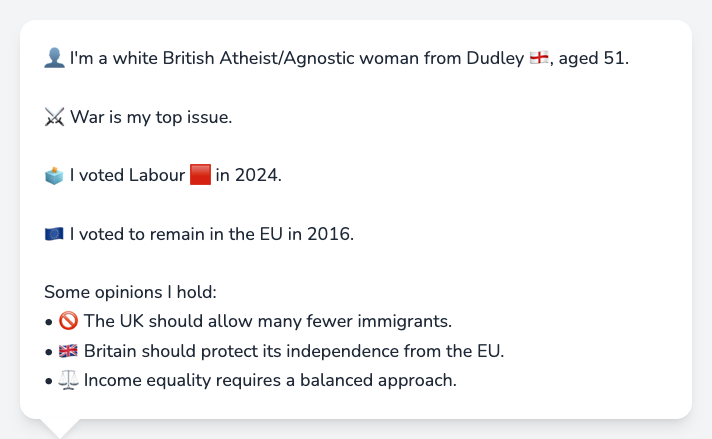 👤 I'm a white British Atheist/Agnostic woman from Dudley 🏴󠁧󠁢󠁥󠁮󠁧󠁿, aged 51.
⚔️ War is my top issue.
🗳️ I voted Labour 🟥 in 2024.
🇪🇺 I voted to remain in the EU in 2016.
Some opinions I hold:
• 🚫 The UK should allow many fewer immigrants.
• 🇬🇧 Britain should protect its independence from the EU.
• ⚖️ Income equality requires a balanced approach.